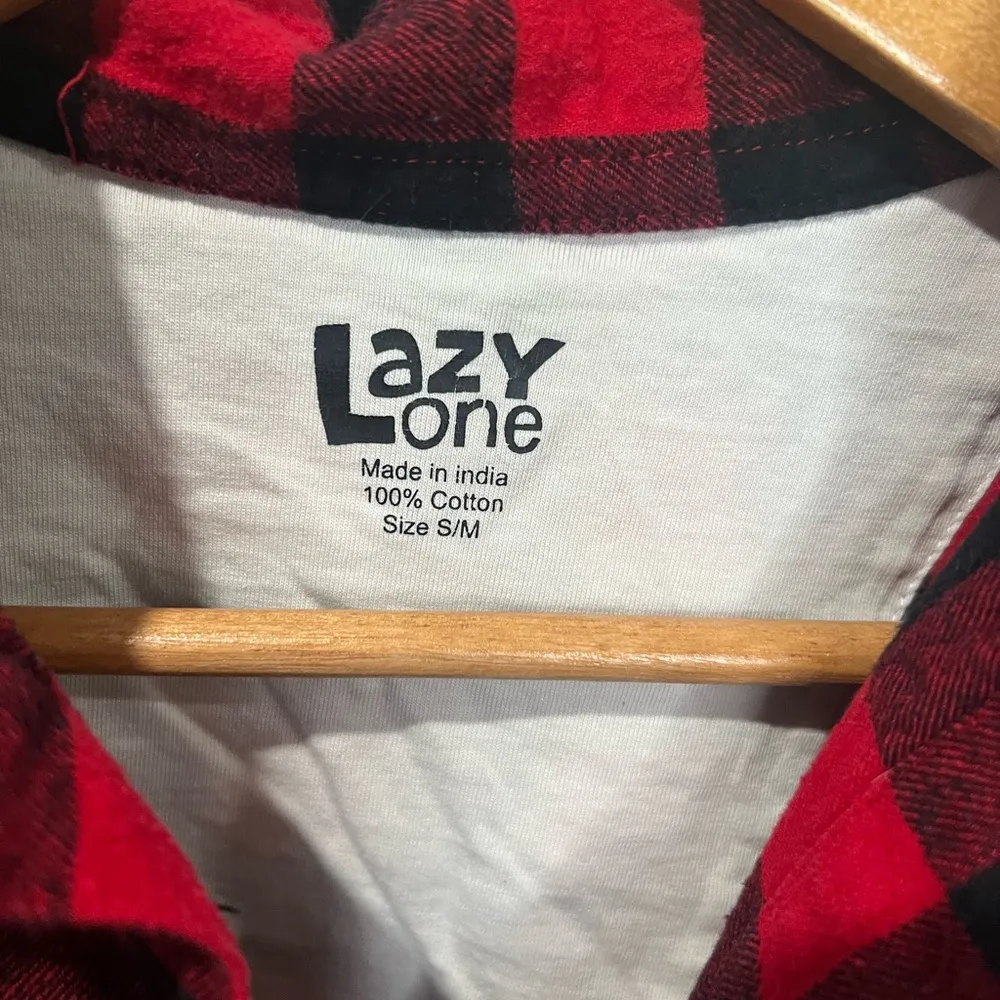 Lazy
one
Made in india
100% Cotton
Size S/M